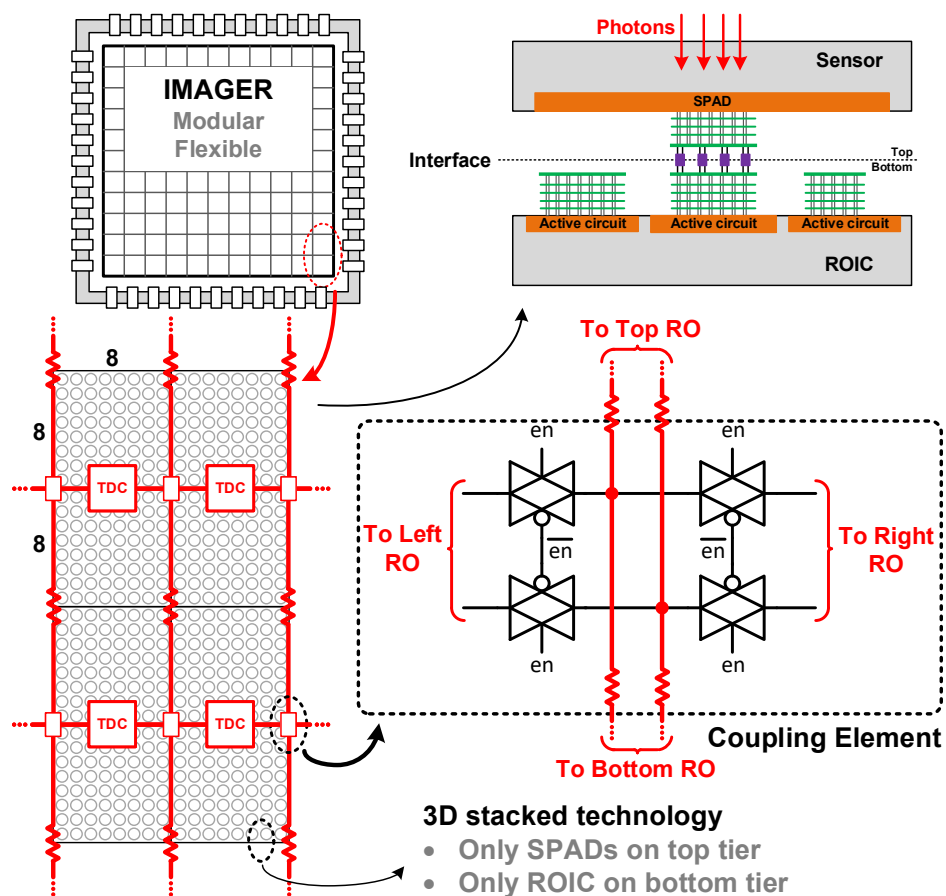 IMAGER
Modular
Flexible
Photons
Sensor
SPAD
Interface
Top
Bottom
Active circuit
Active circuit
Active circuit
ROIC
8
8
8
TDC
TDC
TDC
TDC
To Top RO
en
en
To Left
RO
en
en
To Right
RO
en
en
Coupling Element
To Bottom RO
3D stacked technology
• Only SPADs on top tier
• Only ROIC on bottom tier